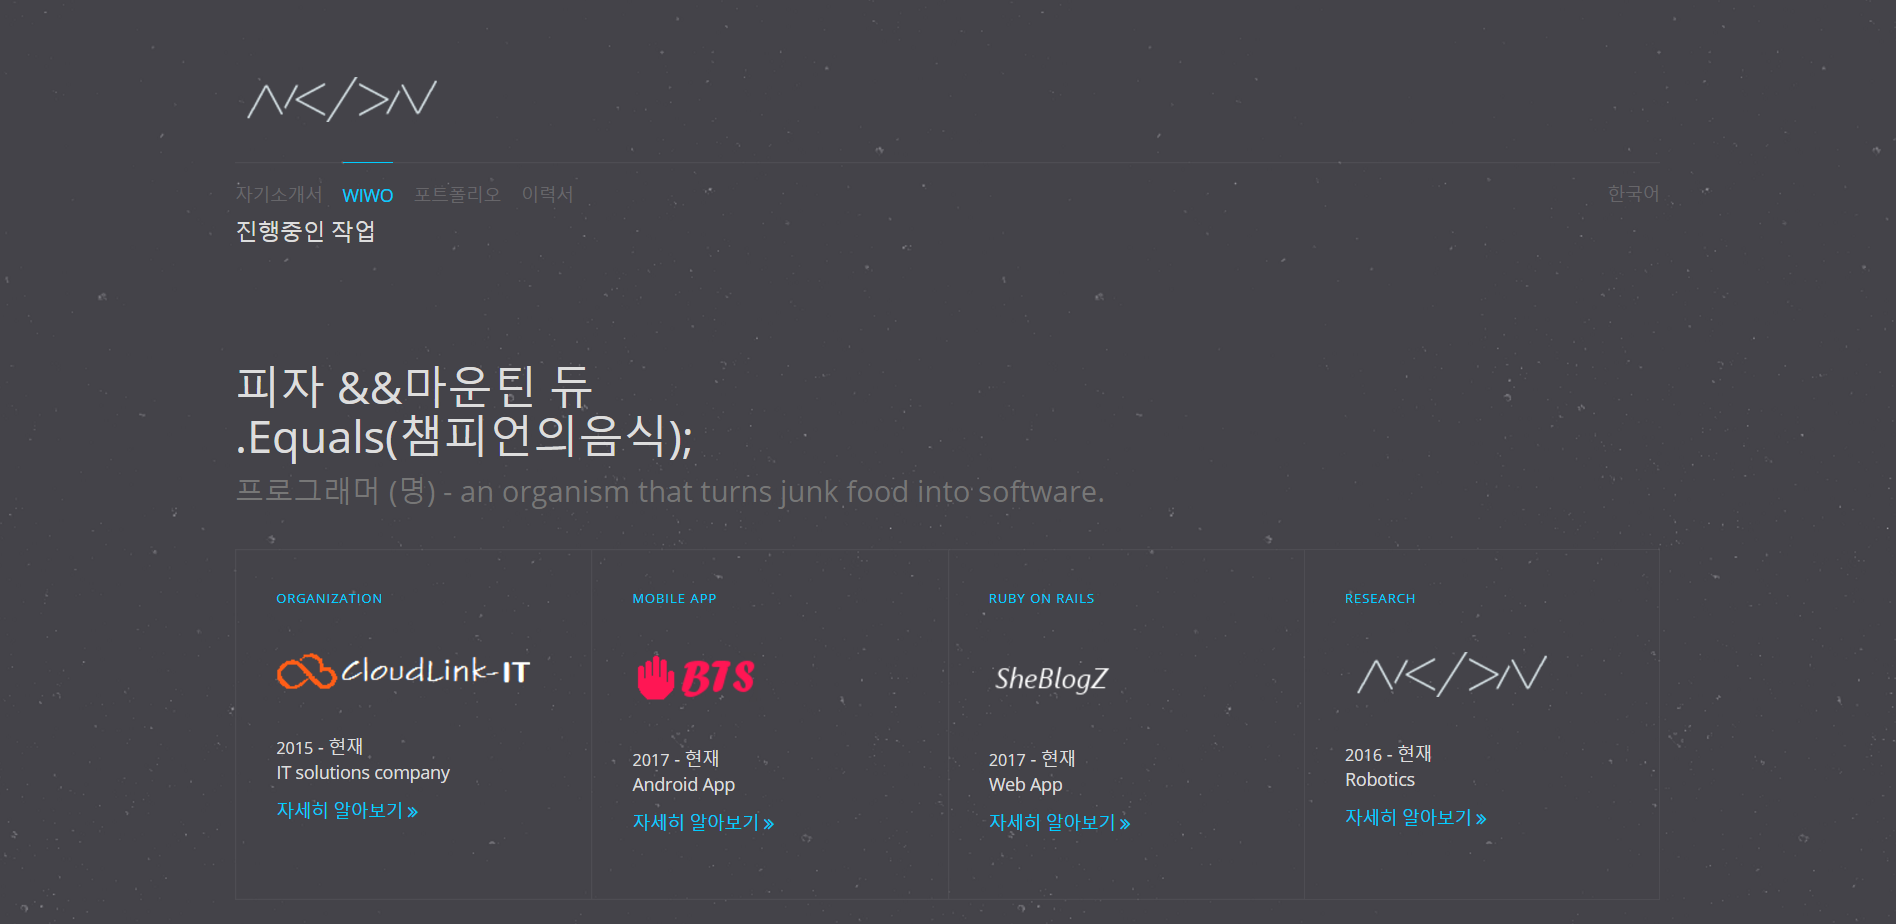 자기소개서 WIWO 포트폴리오 이력서 한국어
진행중인 작업
피자 &&마운틴 듀
.Equals(챔피언의음식);
프로그래머 (명) - an organism that turns junk food into software.
ORGANIZATION
CloudLink-IT
2015 - 현재
IT solutions company
자세히 알아보기 »
MOBILE APP
BTS
2017 - 현재
Android App
자세히 알아보기 »
RUBY ON RAILS
SheBlogZ
2017 - 현재
Web App
자세히 알아보기 »
RESEARCH
2016 - 현재
Robotics
자세히 알아보기 »